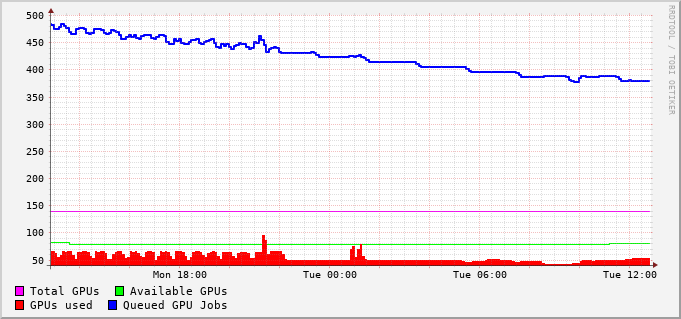 500
450
400
350
300
250
200
150
100
50
Mon 18:00 Tue 00:00 Tue 06:00 Tue 12:00
Total GPUs Available GPUs
GPUs used Queued GPU Jobs
RRDTOOL / TOBI OETIKER